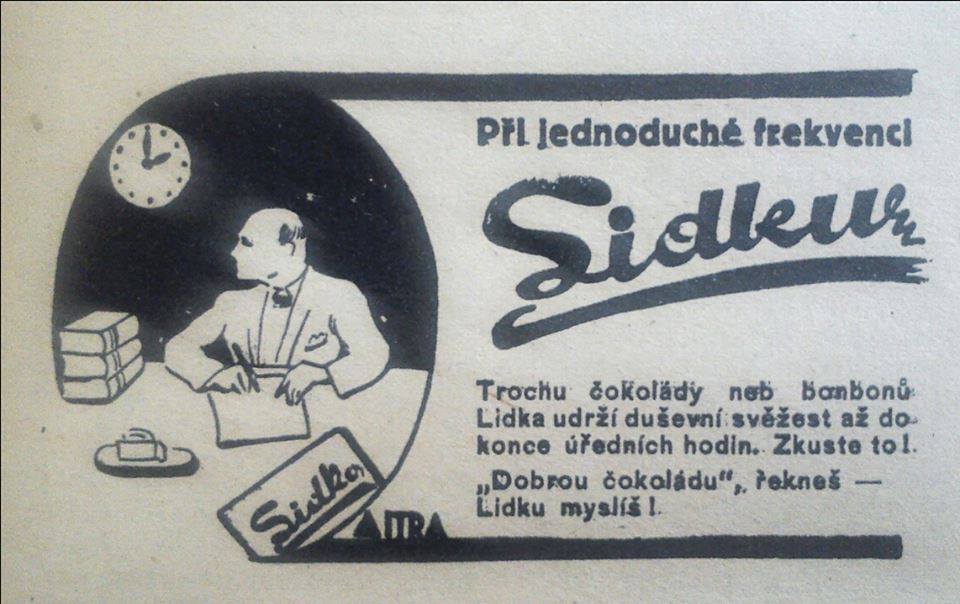 Při jednoduché frekvenci
Lidku
Trochu čokolády neb bonbonů
Lidka udrží duševní svěžest až do
konce úředních hodin. Zkuste to!
„Dobrou čokoládu“, řekneš —
Lidku myslíš!
Lidka
MITRA